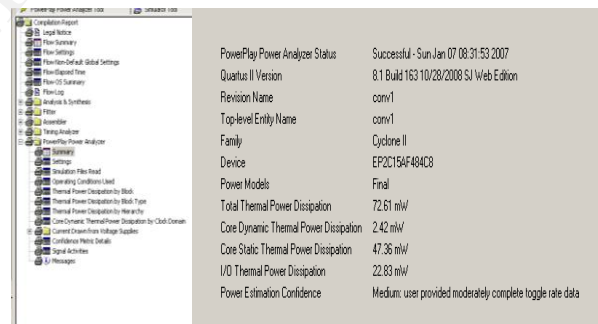 PowerPlay Power Analyzer Tool
Simulator Tool
Compilation Report
Legal Notice
Flow Summary
Flow Settings
Flow Non-Default Global Settings
Flow Elapsed Time
Flow OS Summary
Flow Log
Analysis & Synthesis
Fitter
Assembler
Timing Analyzer
PowerPlay Power Analyzer
Summary
Settings
Simulation Files Read
Operating Conditions Used
Thermal Power Dissipation by Block
Thermal Power Dissipation by Block Type
Thermal Power Dissipation by Hierarchy
Core Dynamic Thermal Power Dissipation by Clock Domain
Current Drawn from Voltage Supplies
Confidence Metric Details
Signal Activities
Messages
PowerPlay Power Analyzer Status Successful - Sun Jan 07 08:31:53 2007
Quartus II Version 8.1 Build 163 10/28/2008 SJ Web Edition
Revision Name conv1
Top-level Entity Name conv1
Family Cyclone II
Device EP2C15AF484C8
Power Models Final
Total Thermal Power Dissipation 72.61 mW
Core Dynamic Thermal Power Dissipation 2.42 mW
Core Static Thermal Power Dissipation 47.36 mW
I/O Thermal Power Dissipation 22.83 mW
Power Estimation Confidence Medium: user provided moderately complete toggle rate data